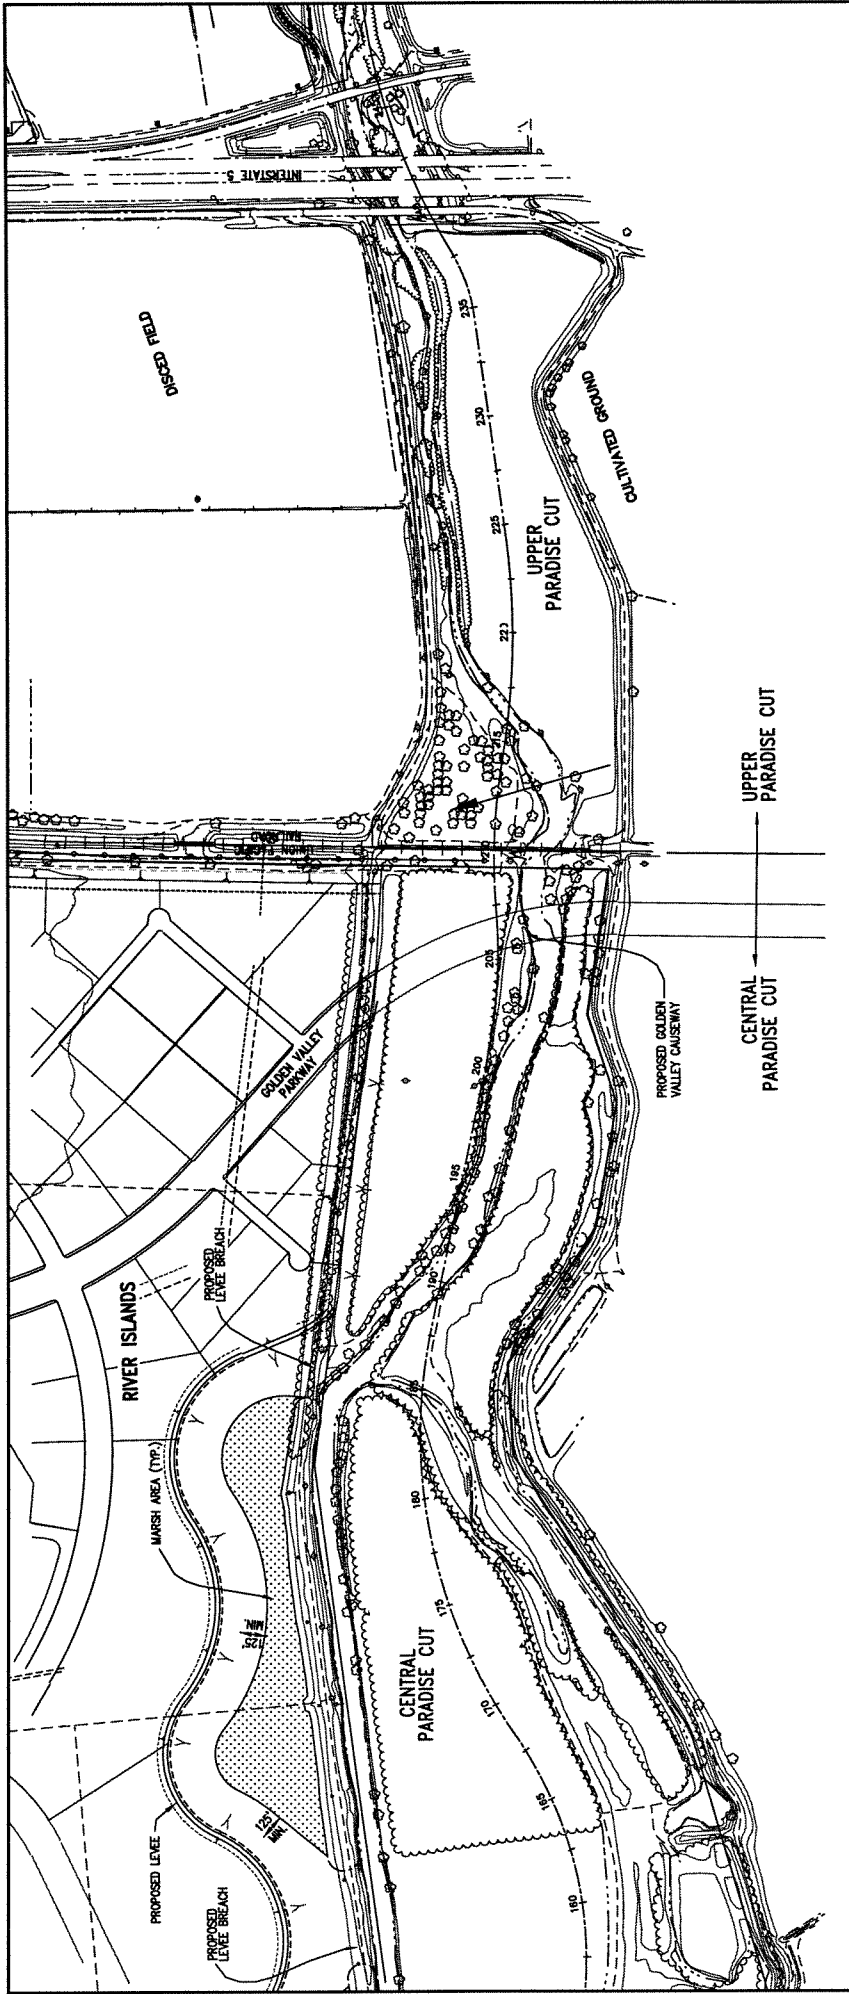 INTERSTATE 5
DISCED FIELD
235
230
CULTIVATED GROUND
225
UPPER
PARADISE CUT
220
215
UNION PACIFIC
RAILROAD
UPPER
PARADISE CUT
CENTRAL
PARADISE CUT
205
PROPOSED GOLDEN
VALLEY CAUSEWAY
GOLDEN VALLEY
PARKWAY
200
195
190
RIVER ISLANDS
PROPOSED
LEVEE BREACH
MARSH AREA (TYP.)
180
125'
MIN.
175
CENTRAL
PARADISE CUT
170
165
125'
MIN.
PROPOSED LEVEE
160
PROPOSED
LEVEE BREACH